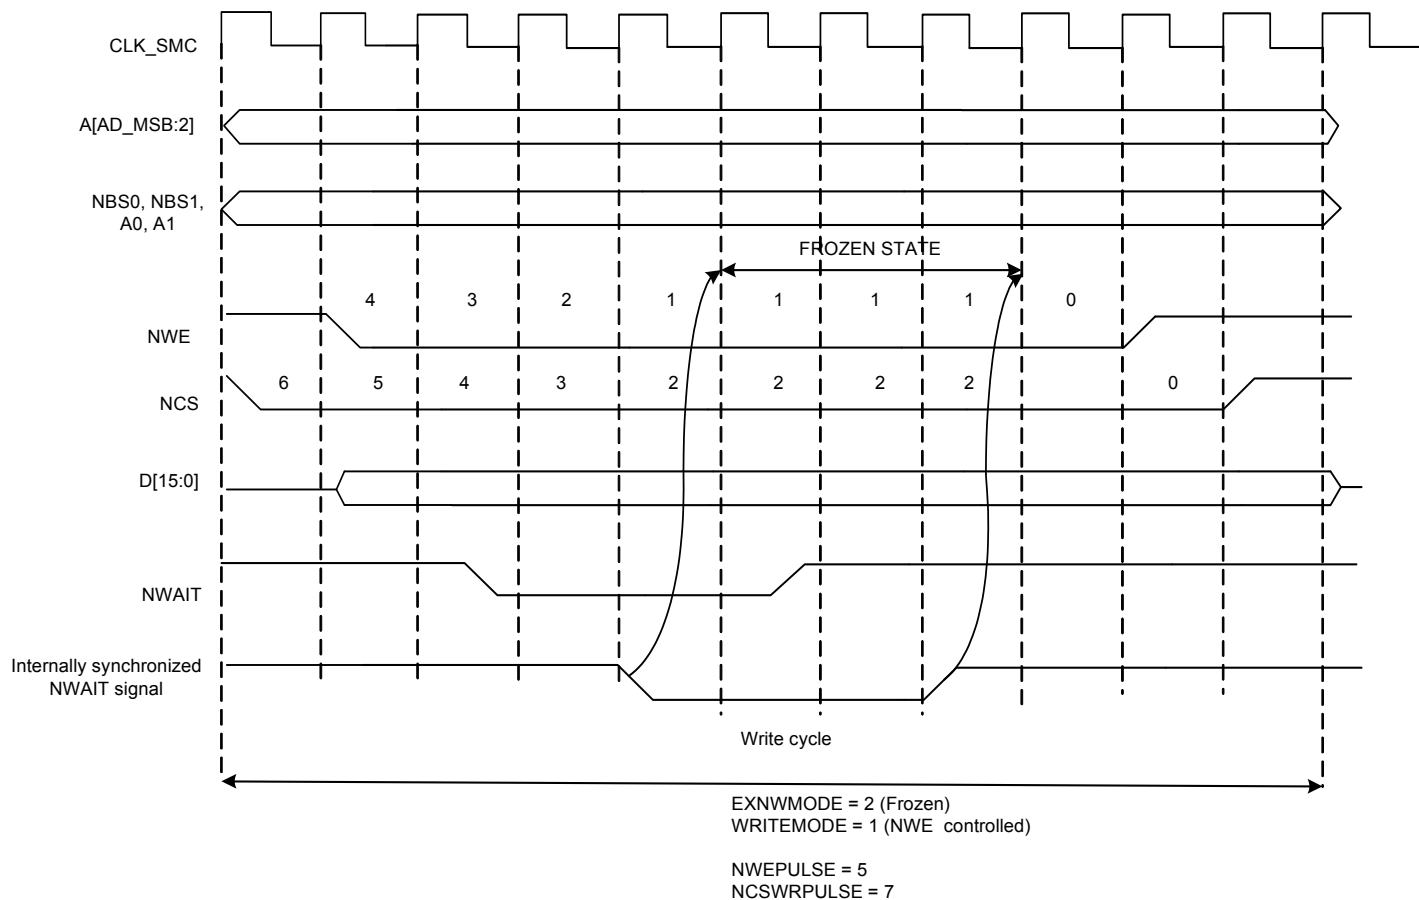 CLK_SMC
A[AD_MSB:2]
NBS0, NBS1,
A0, A1
FROZEN STATE
4 3 2 1 1 1 1 0
NWE
6 5 4 3 2 2 2 2 0
NCS
D[15:0]
NWAIT
Internally synchronized
NWAIT signal
Write cycle
EXNWMODE = 2 (Frozen)
WRITEMODE = 1 (NWE controlled)
NWEPULSE = 5
NCSWRPULSE = 7